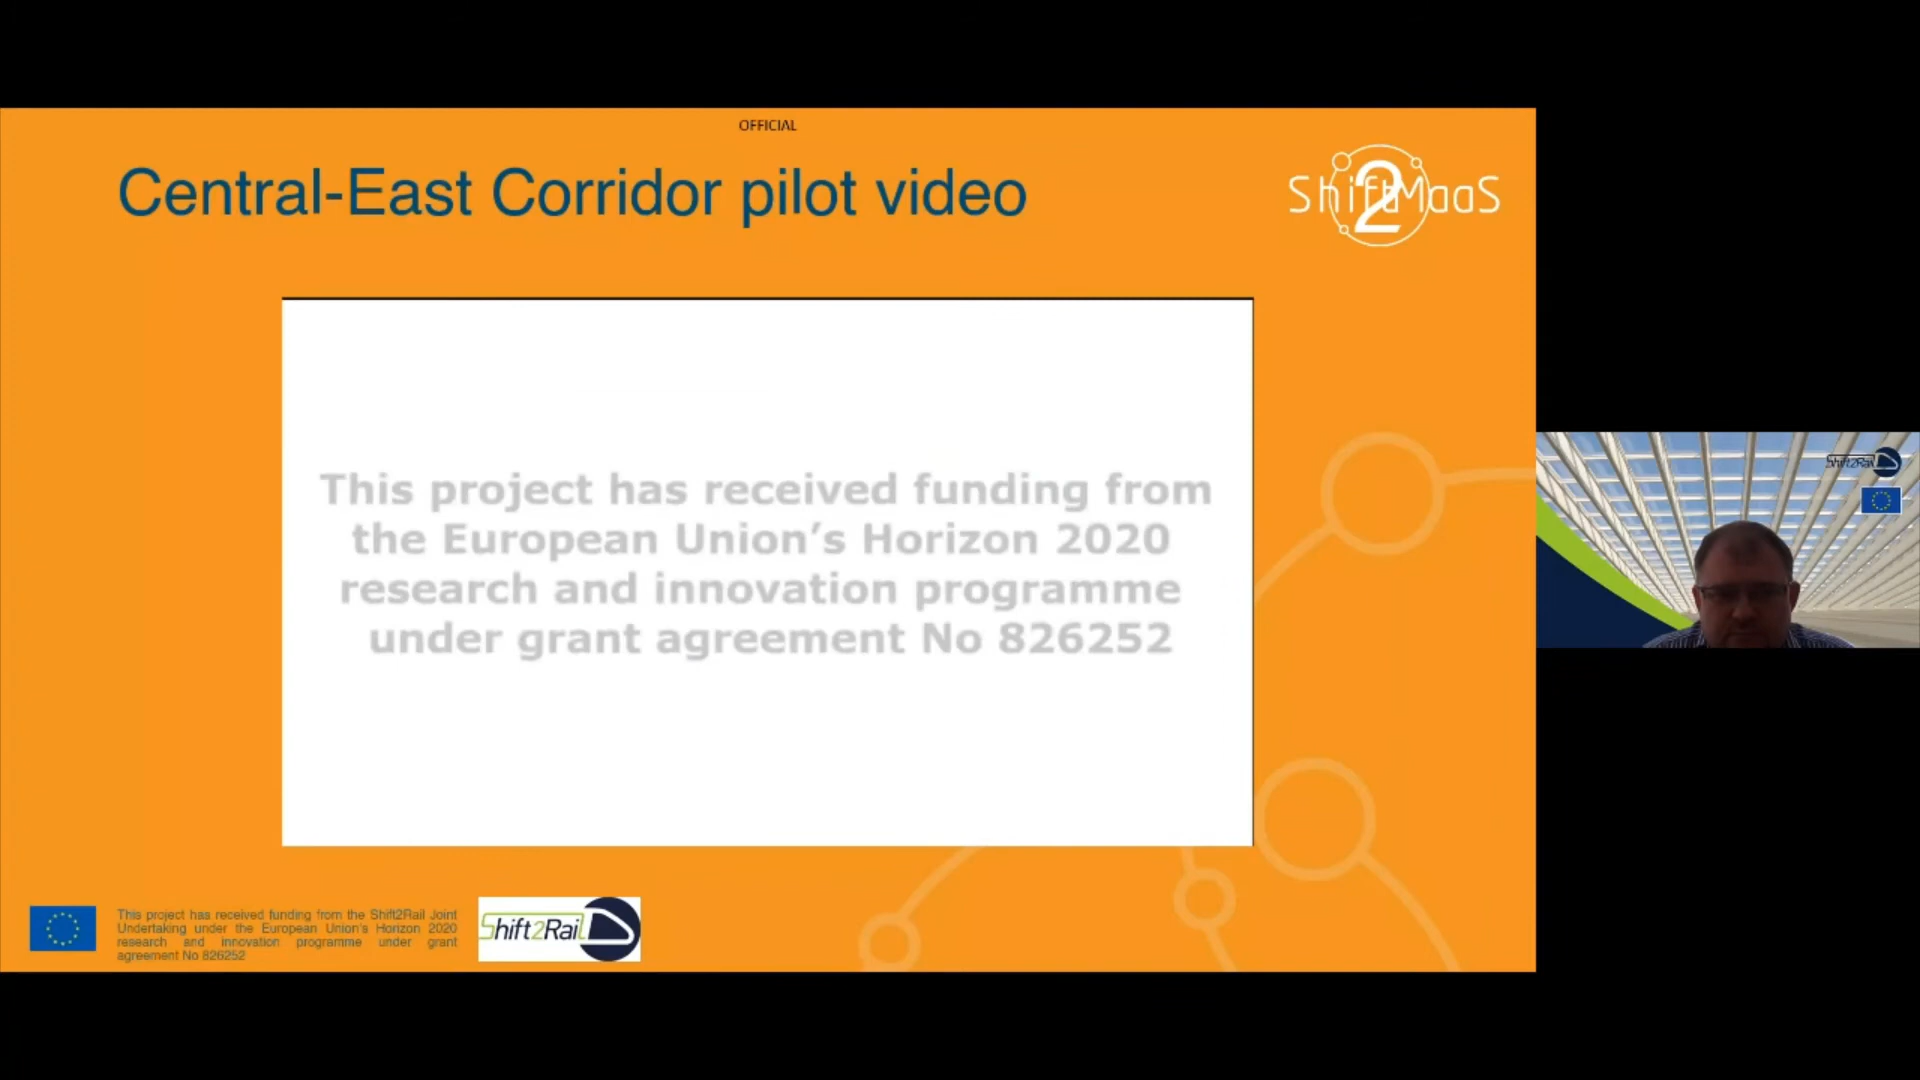 OFFICIAL
Central-East Corridor pilot video
Shift2MaaS
This project has received funding from
the European Union’s Horizon 2020
research and innovation programme
under grant agreement No 826252
Shift2Rail
This project has received funding from the Shift2Rail Joint
Undertaking under the European Union's Horizon 2020
research and innovation programme under grant
agreement No 826252
Shift2Rail